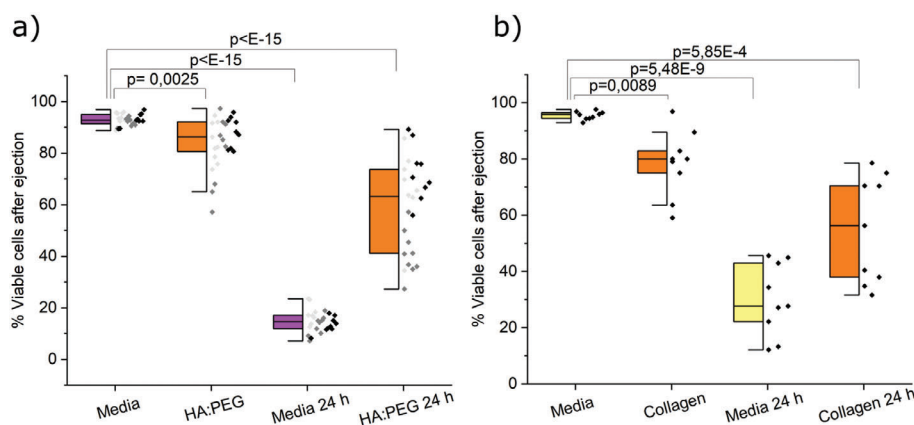 a)
p<E-15
p<E-15
p= 0,0025
100
80
60
40
20
0
% Viable cells after ejection
Media
HA:PEG
Media 24 h
HA:PEG 24 h
b)
p=5,85E-4
p=5,48E-9
p=0,0089
100
80
60
40
20
0
% Viable cells after ejection
Media
Collagen
Media 24 h
Collagen 24 h